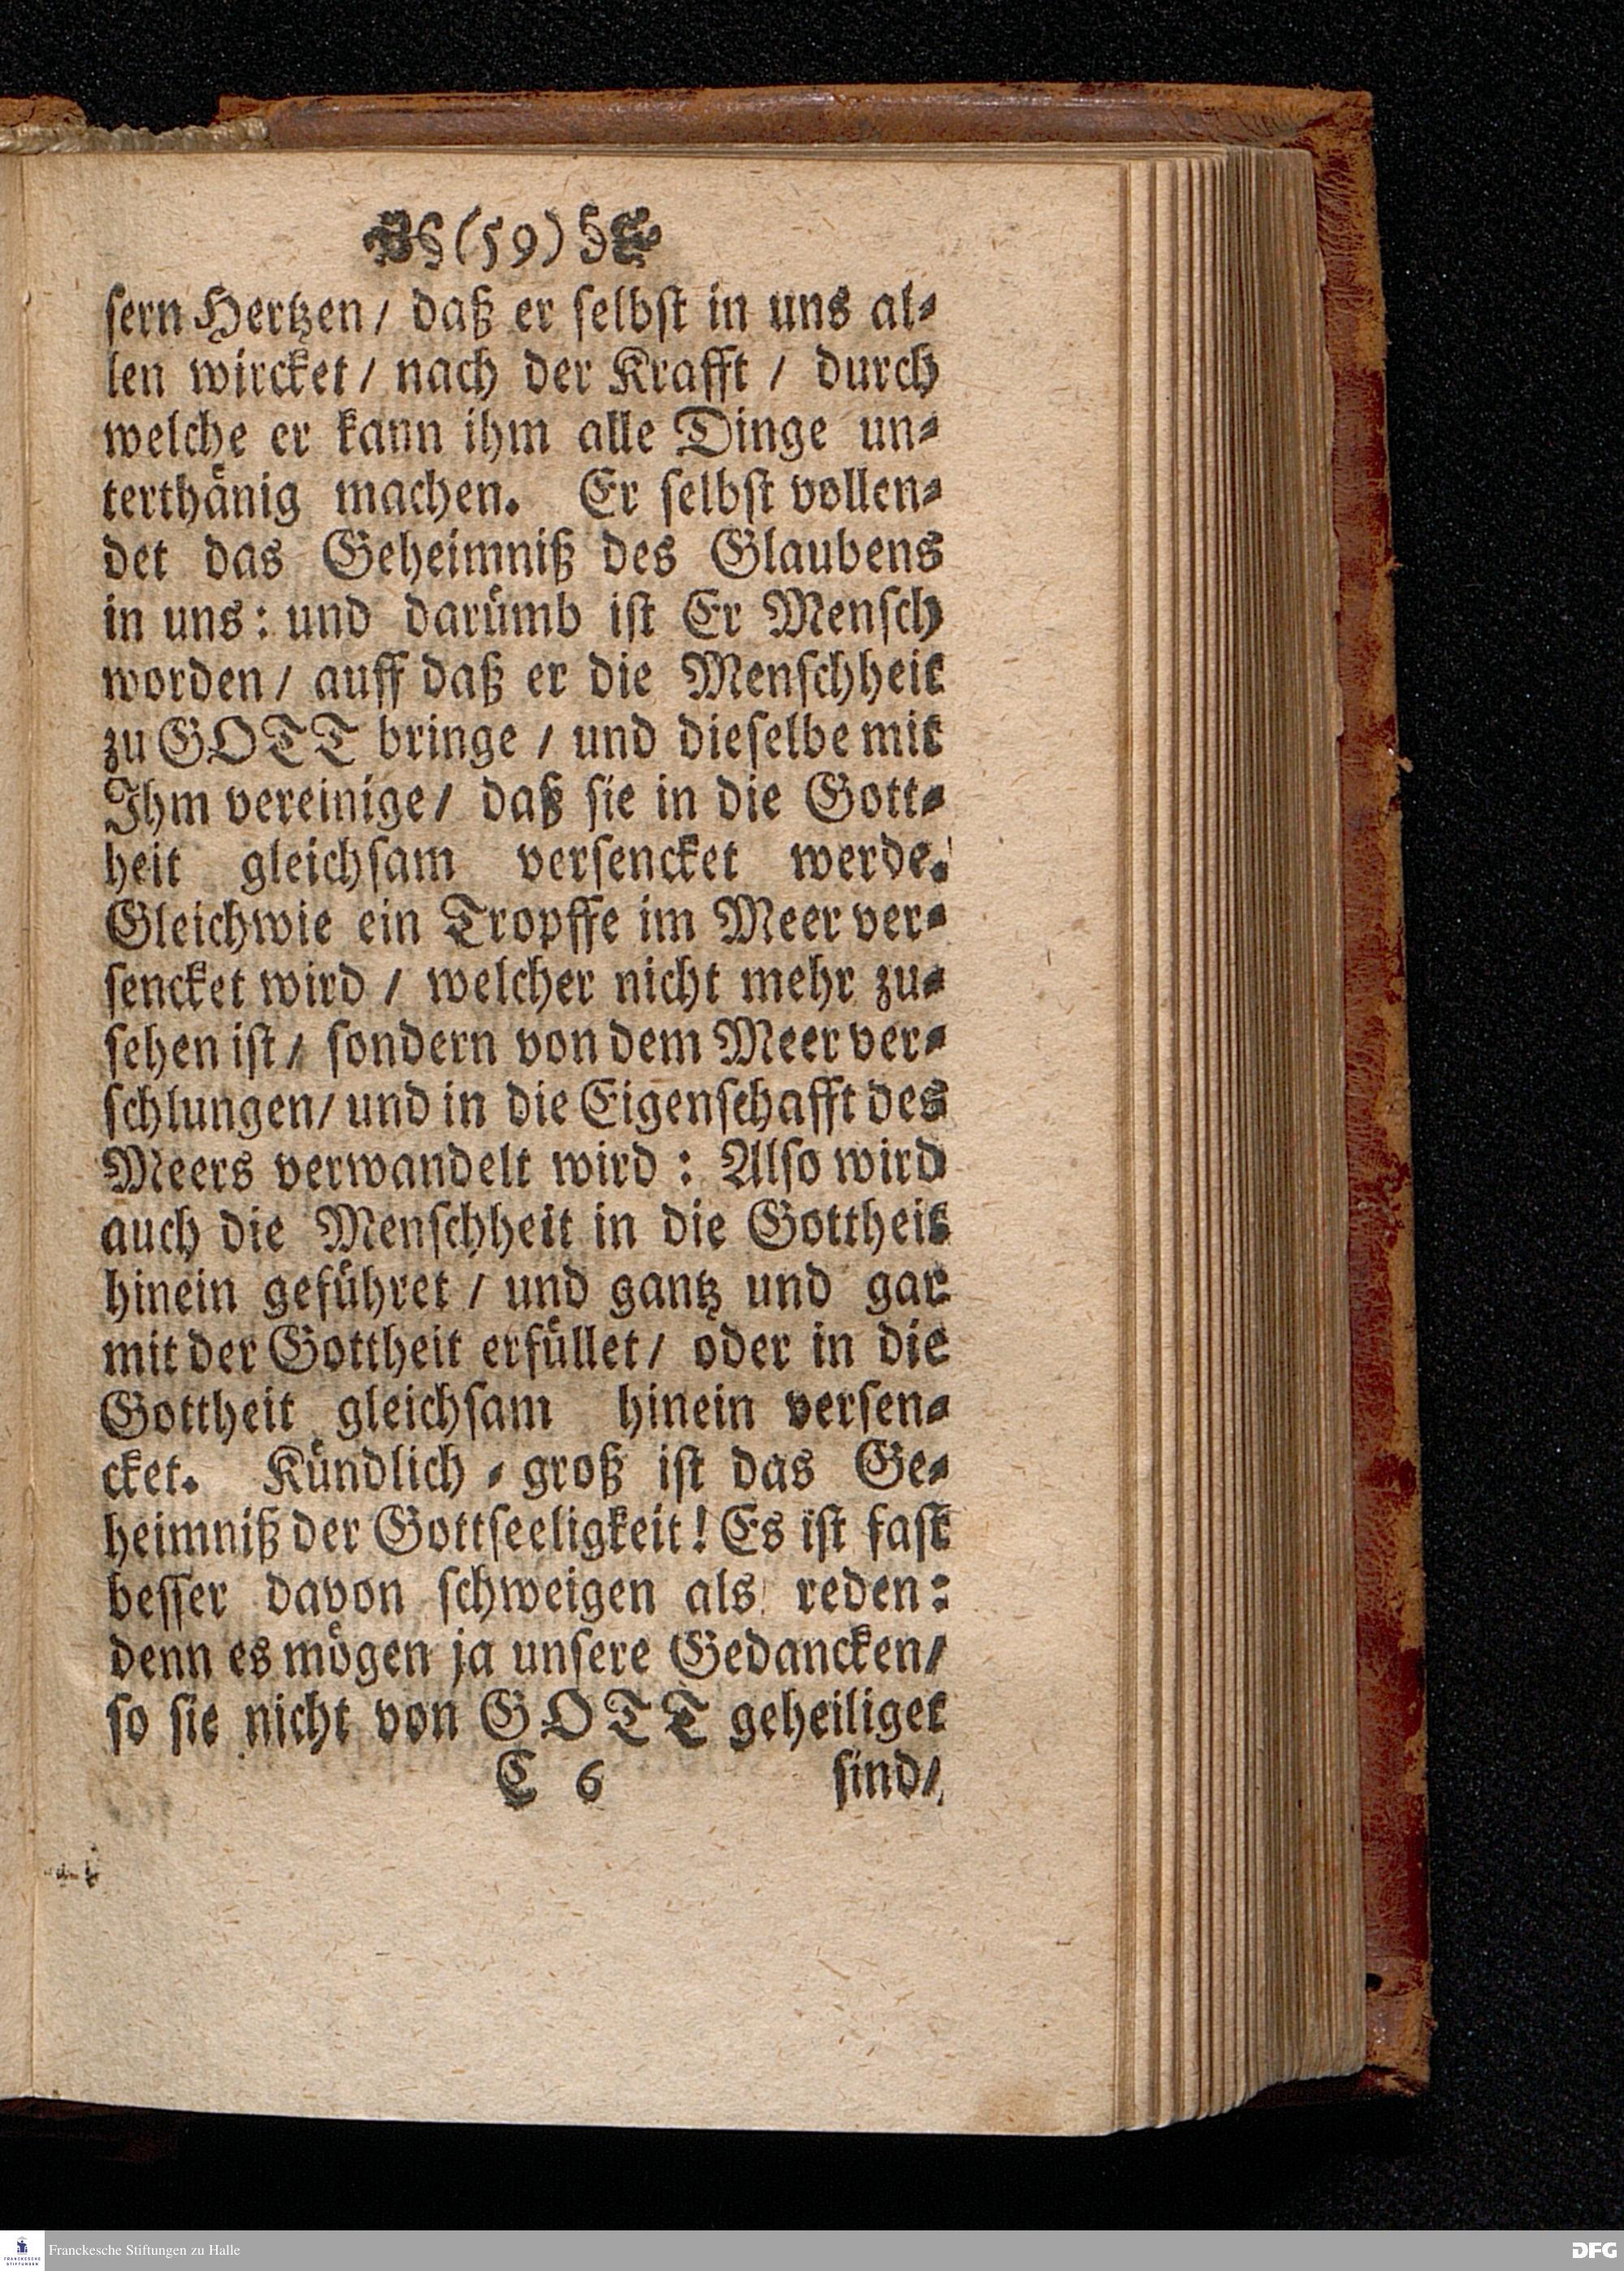 §(59)§
sern Hertzen/ daß er selbst in uns al-
len wircket/ nach der Krafft / durch
welche er kann ihm alle Dinge un-
terthänig machen. Er selbst vollen-
det das Geheimniß des Glaubens
in uns: und darümb ist Er Mensch
worden/ auff daß er die Menschheit
zu GOTT bringe / und dieselbe mit
Ihm vereinige/ daß sie in die Gott-
heit gleichsam versencket werde.
Gleichwie ein Tropffe im Meer ver-
sencket wird / welcher nicht mehr zu-
sehen ist/ sondern von dem Meer ver-
schlungen/ und in die Eigenschafft des
Meers verwandelt wird : Also wird
auch die Menschheit in die Gottheit
hinein geführet / und gantz und gar
mit der Gottheit erfüllet/ oder in die
Gottheit gleichsam hinein versen-
cket. Kündlich - groß ist das Ge-
heimniß der Gottseeligkeit! Es ist fast
besser davon schweigen als reden:
denn es mögen ja unsere Gedancken/
so sie nicht von GOTT geheiliget
C 6 sind/
FRANCKESCHE STIFTUNGEN
Franckesche Stiftungen zu Halle
DFG